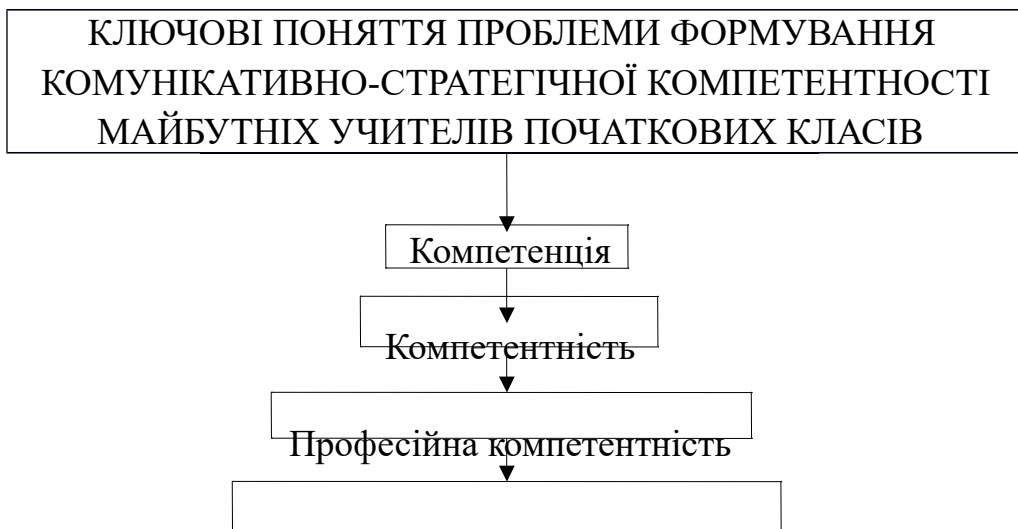 КЛЮЧОВІ ПОНЯТТЯ ПРОБЛЕМИ ФОРМУВАННЯ
КОМУНІКАТИВНО-СТРАТЕГІЧНОЇ КОМПЕТЕНТНОСТІ
МАЙБУТНІХ УЧИТЕЛІВ ПОЧАТКОВИХ КЛАСІВ
Компетенція
Компетентність
Професійна компетентність